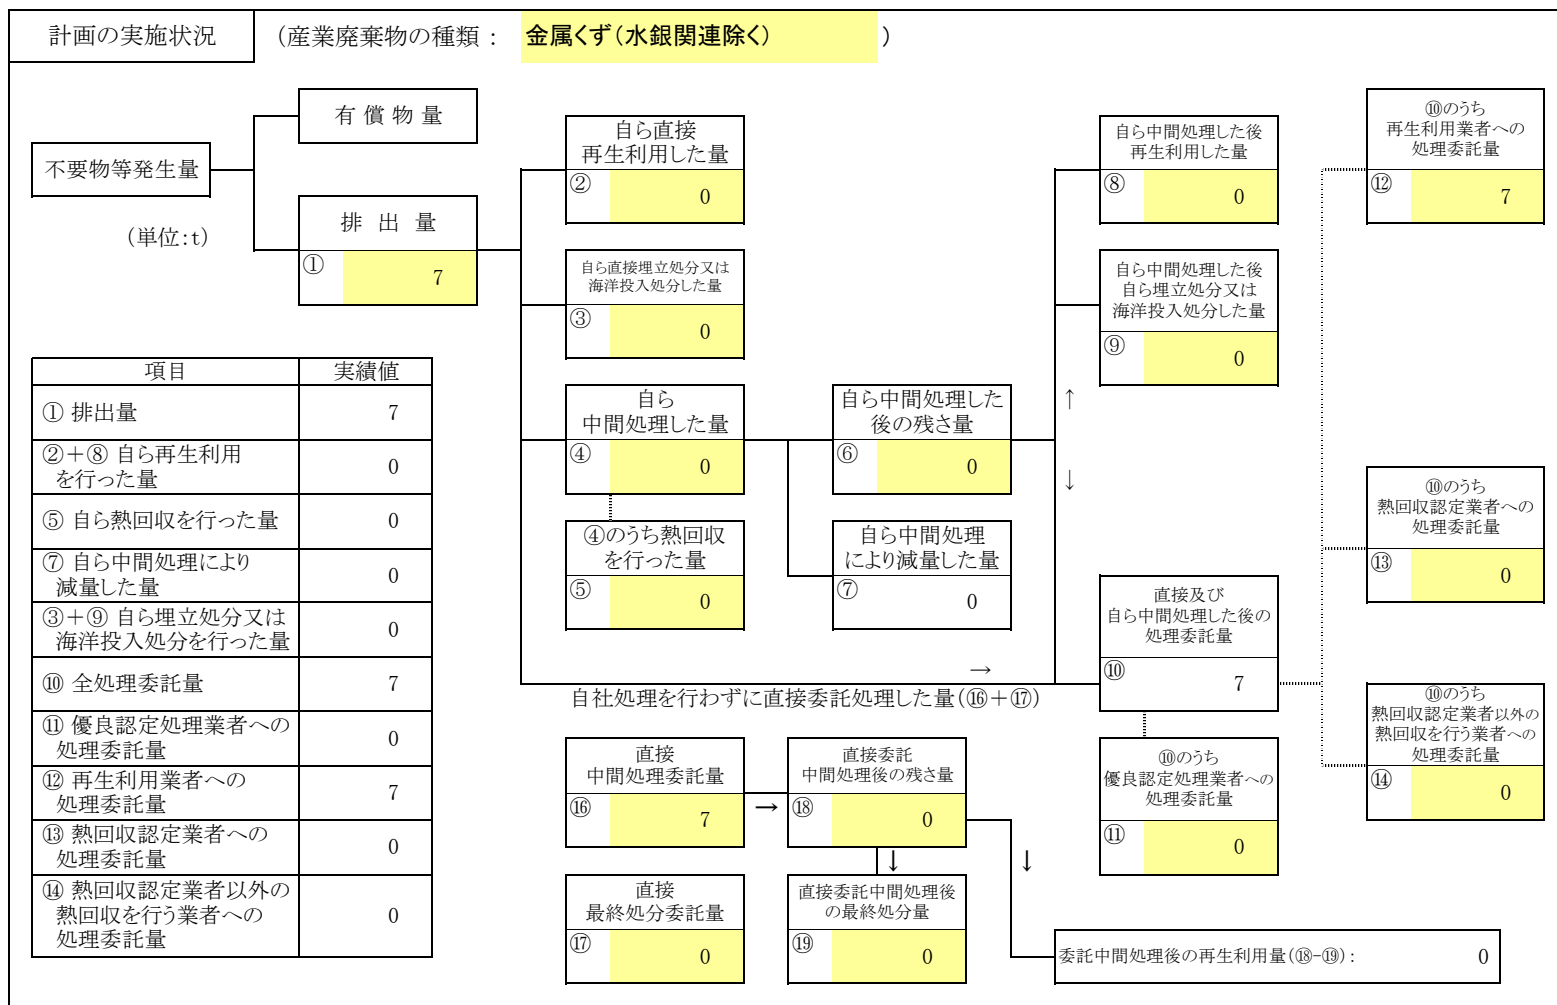 計画の実施状況
（産業廃棄物の種類： 金属くず（水銀関連除く） ）
不要物等発生量
（単位:t）
有 償 物 量
排 出 量
① 7
自ら直接
再生利用した量
② 0
自ら直接埋立処分又は
海洋投入処分した量
③ 0
自ら
中間処理した量
④ 0
④のうち熱回収
を行った量
⑤ 0
自ら中間処理した
後の残さ量
⑥ 0
自ら中間処理
により減量した量
⑦ 0
自ら中間処理した後
再生利用した量
⑧ 0
自ら中間処理した後
自ら埋立処分又は
海洋投入処分した量
⑨ 0
↑
↓
直接及び
自ら中間処理した後の
処理委託量
⑩ 7
⑩のうち
優良認定処理業者への
処理委託量
⑪ 0
⑩のうち
再生利用業者への
処理委託量
⑫ 7
⑩のうち
熱回収認定業者への
処理委託量
⑬ 0
⑩のうち
熱回収認定業者以外の
熱回収を行う業者への
処理委託量
⑭ 0
→
自社処理を行わずに直接委託処理した量（⑯＋⑰）
直接
中間処理委託量
⑯ 7
→
直接委託
中間処理後の残さ量
⑱ 0
↓
↓
直接
最終処分委託量
⑰ 0
直接委託中間処理後
の最終処分量
⑲ 0
委託中間処理後の再生利用量（⑱-⑲）： 0
項目 実績値
① 排出量 7
②＋⑧ 自ら再生利用
を行った量 0
⑤ 自ら熱回収を行った量 0
⑦ 自ら中間処理により
減量した量 0
③＋⑨ 自ら埋立処分又は
海洋投入処分を行った量 0
⑩ 全処理委託量 7
⑪ 優良認定処理業者への
処理委託量 0
⑫ 再生利用業者への
処理委託量 7
⑬ 熱回収認定業者への
処理委託量 0
⑭ 熱回収認定業者以外の
熱回収を行う業者への
処理委託量 0